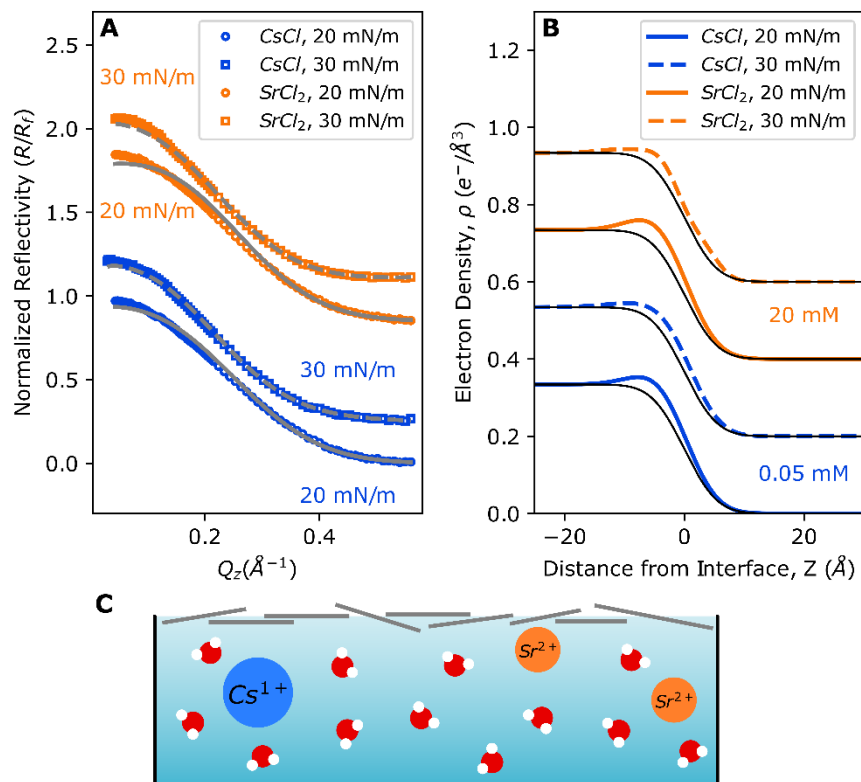 A
CsCl, 20 mN/m
CsCl, 30 mN/m
SrCl₂, 20 mN/m
SrCl₂, 30 mN/m
30 mN/m
20 mN/m
30 mN/m
20 mN/m
2.5
2.0
1.5
1.0
0.5
0.0
Normalized Reflectivity (R/R_f)
0.2
0.4
Q_z(Å⁻¹)
B
CsCl, 20 mN/m
CsCl, 30 mN/m
SrCl₂, 20 mN/m
SrCl₂, 30 mN/m
20 mM
0.05 mM
1.2
1.0
0.8
0.6
0.4
0.2
0.0
Electron Density, ρ (e⁻/Å³)
−20
0
20
Distance from Interface, Z (Å)
C
Cs¹⁺
Sr²⁺
Sr²⁺